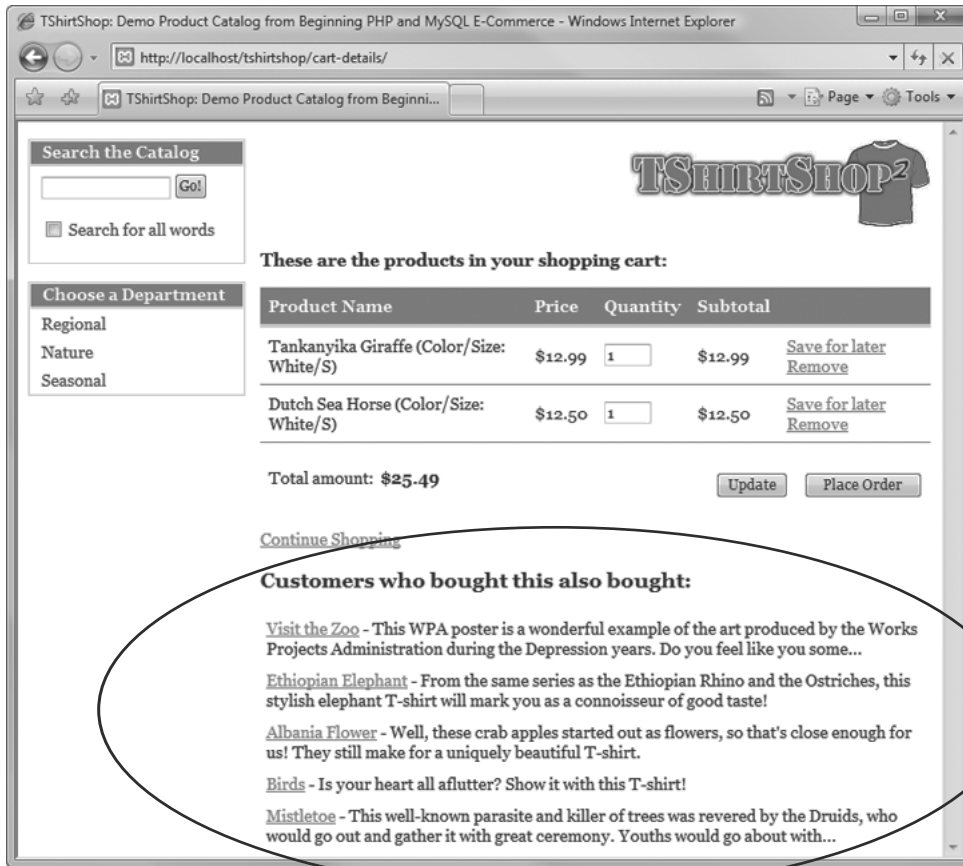 TShirtShop: Demo Product Catalog from Beginning PHP and MySQL E-Commerce - Windows Internet Explorer
http://localhost/tshirtshop/cart-details/
TShirtShop: Demo Product Catalog from Beginni...
Page
Tools
Search the Catalog
Go!
Search for all words
Choose a Department
Regional
Nature
Seasonal
TSHIRTSHOP2
These are the products in your shopping cart:
Product Name Price Quantity Subtotal
Tankanyika Giraffe (Color/Size:
White/S)
$12.99 1 $12.99
Save for later
Remove
Dutch Sea Horse (Color/Size:
White/S)
$12.50 1 $12.50
Save for later
Remove
Total amount: $25.49
Update
Place Order
Continue Shopping
Customers who bought this also bought:
Visit the Zoo - This WPA poster is a wonderful example of the art produced by the Works
Projects Administration during the Depression years. Do you feel like you some...
Ethiopian Elephant - From the same series as the Ethiopian Rhino and the Ostriches, this
stylish elephant T-shirt will mark you as a connoisseur of good taste!
Albania Flower - Well, these crab apples started out as flowers, so that's close enough for
us! They still make for a uniquely beautiful T-shirt.
Birds - Is your heart all aflutter? Show it with this T-shirt!
Mistletoe - This well-known parasite and killer of trees was revered by the Druids, who
would go out and gather it with great ceremony. Youths would go about with...